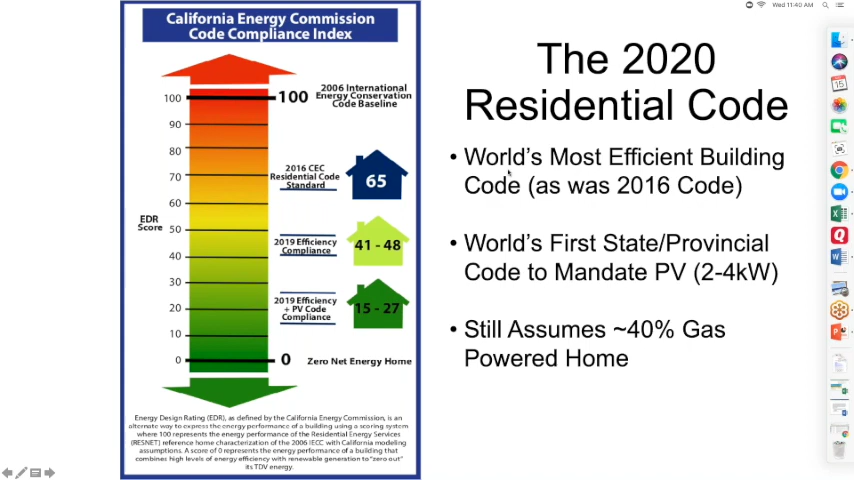 Wed 11:40 AM
California Energy Commission
Code Compliance Index
100
90
80
70
60
50
40
30
20
10
0
EDR
Score
100
2006 International
Energy Conservation
Code Baseline
2016 CEC
Residential Code
Standard
65
2019 Efficiency
Compliance
41 - 48
2019 Efficiency
+ PV Code
Compliance
15 - 27
0
Zero Net Energy Home
Energy Design Rating (EDR), as defined by the California Energy Commission, is an
alternate way to express the energy performance of a building using a scoring system
where 100 represents the energy performance of the Residential Energy Services
(RESNET) reference home characterization of the 2006 IECC with California modeling
assumptions. A score of 0 represents the energy performance of a building that
combines high levels of energy efficiency with renewable generation to "zero out"
its TDV energy.
The 2020
Residential Code
• World's Most Efficient Building
Code (as was 2016 Code)
• World's First State/Provincial
Code to Mandate PV (2-4kW)
• Still Assumes ~40% Gas
Powered Home
15